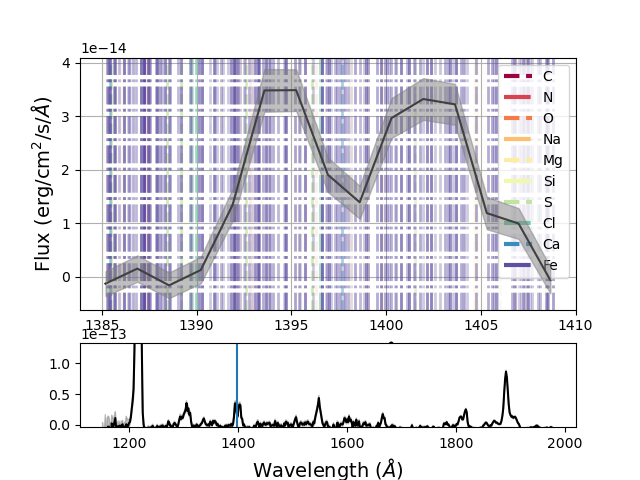 1e−14
Flux (erg/cm²/s/Å)
4
3
2
1
0
C
N
O
Na
Mg
Si
S
Cl
Ca
Fe
1385 1390 1395 1400 1405 1410
1e−13
1.0
0.5
0.0
1200 1400 1600 1800 2000
Wavelength (Å)